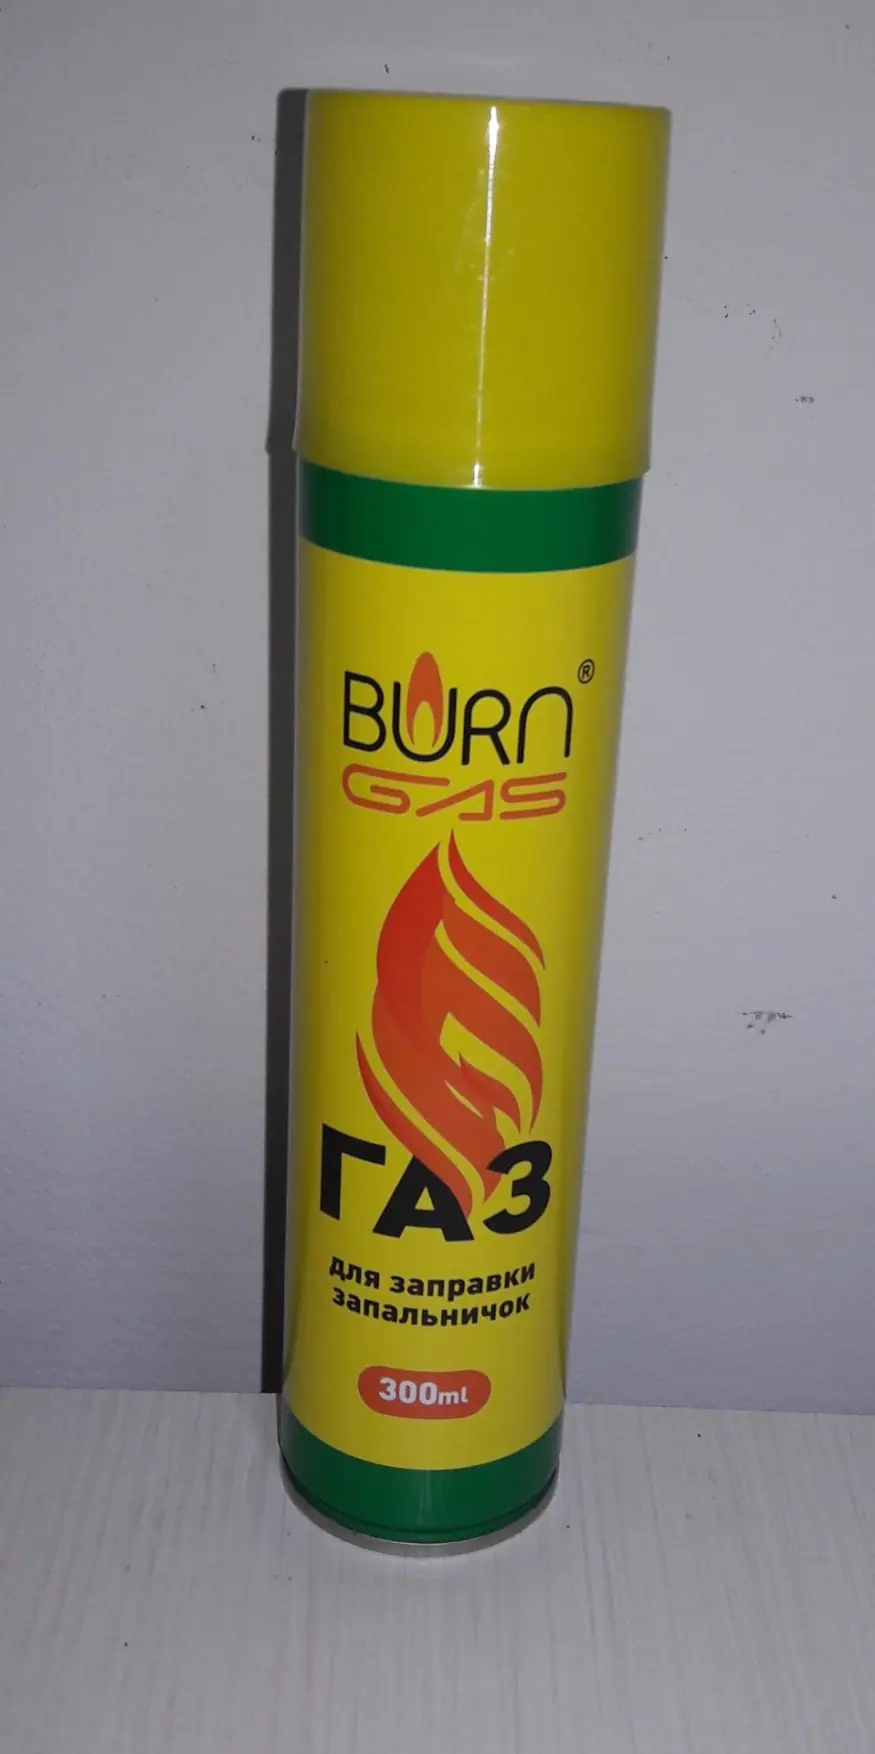 BURN®
GAS
ГАЗ
для заправки
запальничок
300ml